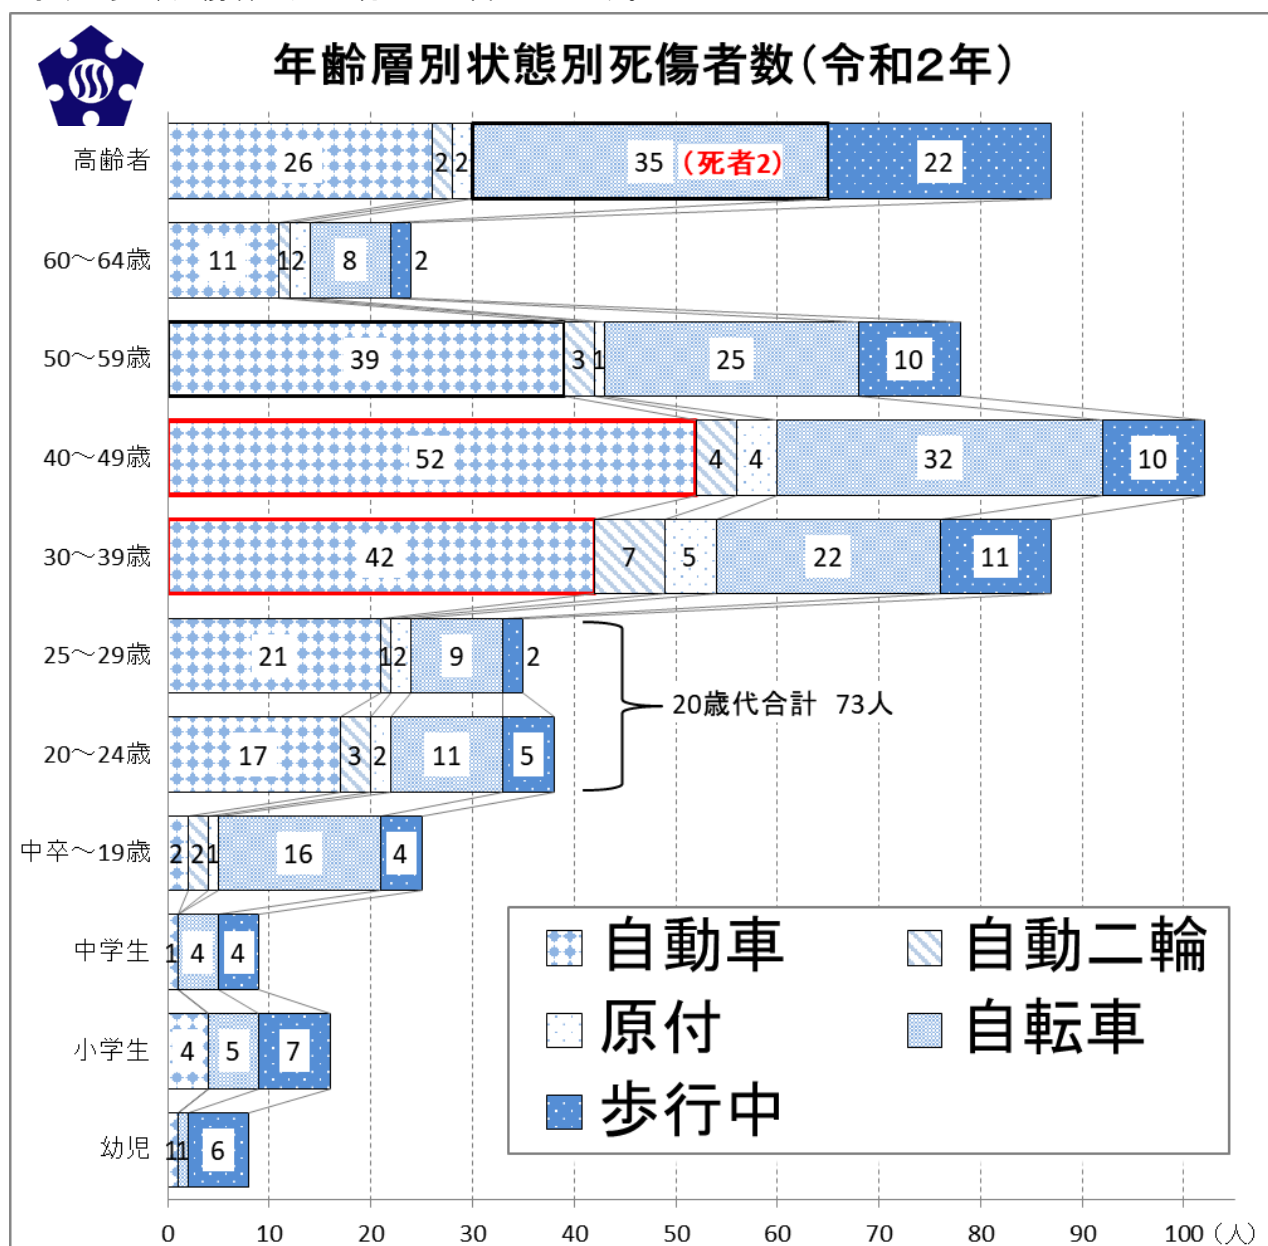 年齢層別状態別死傷者数（令和２年）
高齢者 26 2 2 35（死者2） 22
60～64歳 11 1 2 8 2
50～59歳 39 3 1 25 10
40～49歳 52 4 4 32 10
30～39歳 42 7 5 22 11
25～29歳 21 1 2 9 2
20歳代合計 73人
20～24歳 17 3 2 11 5
中卒～19歳 2 2 1 16 4
中学生 1 4 4
小学生 4 5 7
幼児 1 1 6
自動車 自動二輪
原付 自転車
歩行中
0 10 20 30 40 50 60 70 80 90 100（人）